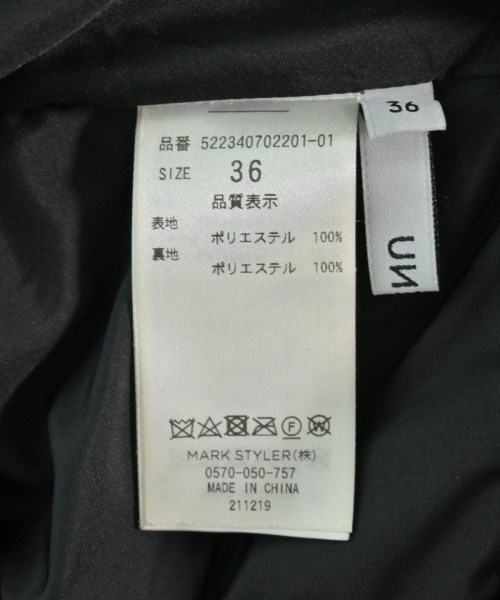 品番 522340702201-01
SIZE 36
品質表示
表地
ポリエステル 100%
裏地
ポリエステル 100%
MARK STYLER(株)
0570-050-757
MADE IN CHINA
211219
36
UN